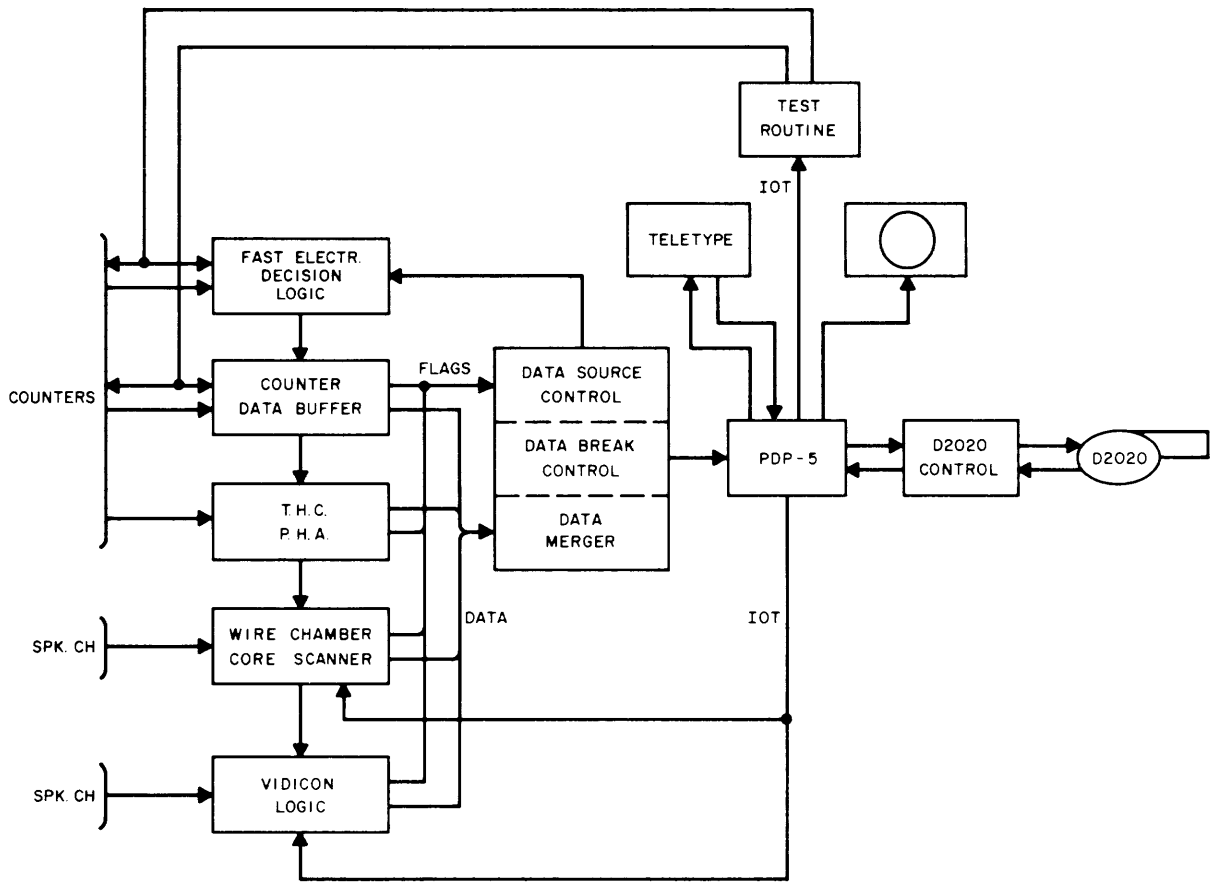 TEST
ROUTINE
IOT
TELETYPE
FAST ELECTR.
DECISION
LOGIC
COUNTERS
COUNTER
DATA BUFFER
FLAGS
DATA SOURCE
CONTROL
DATA BREAK
CONTROL
DATA
MERGER
PDP-5
D2020
CONTROL
D2020
T.H.C.
P.H.A.
DATA
IOT
SPK. CH
WIRE CHAMBER
CORE SCANNER
SPK. CH
VIDICON
LOGIC